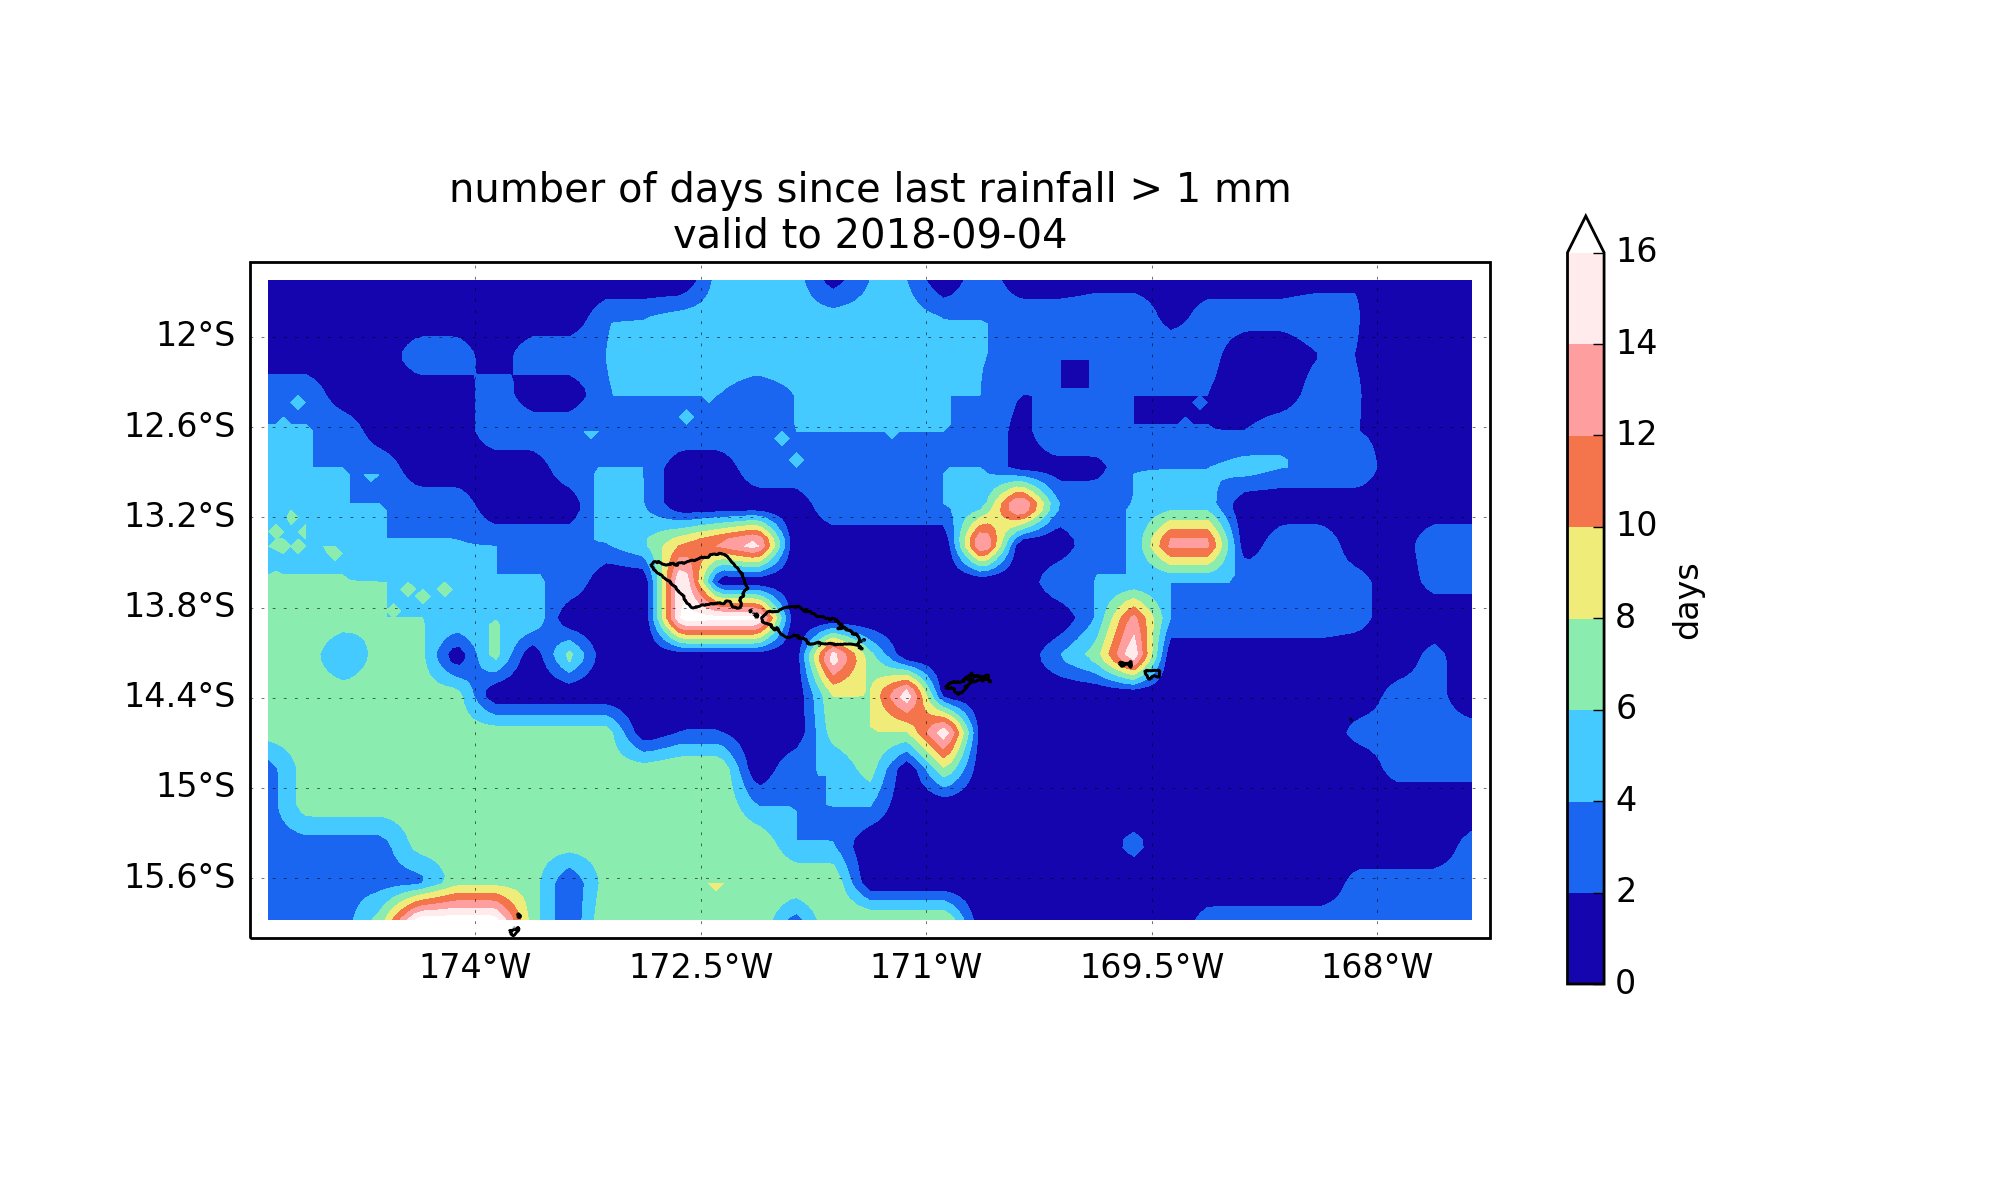 number of days since last rainfall > 1 mm
valid to 2018-09-04
12°S
12.6°S
13.2°S
13.8°S
14.4°S
15°S
15.6°S
174°W
172.5°W
171°W
169.5°W
168°W
16
14
12
10
8
6
4
2
0
days